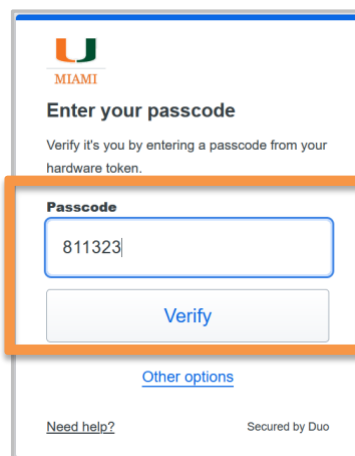 MIAMI
Enter your passcode
Verify it's you by entering a passcode from your
hardware token.
Passcode
811323
Verify
Other options
Need help? Secured by Duo